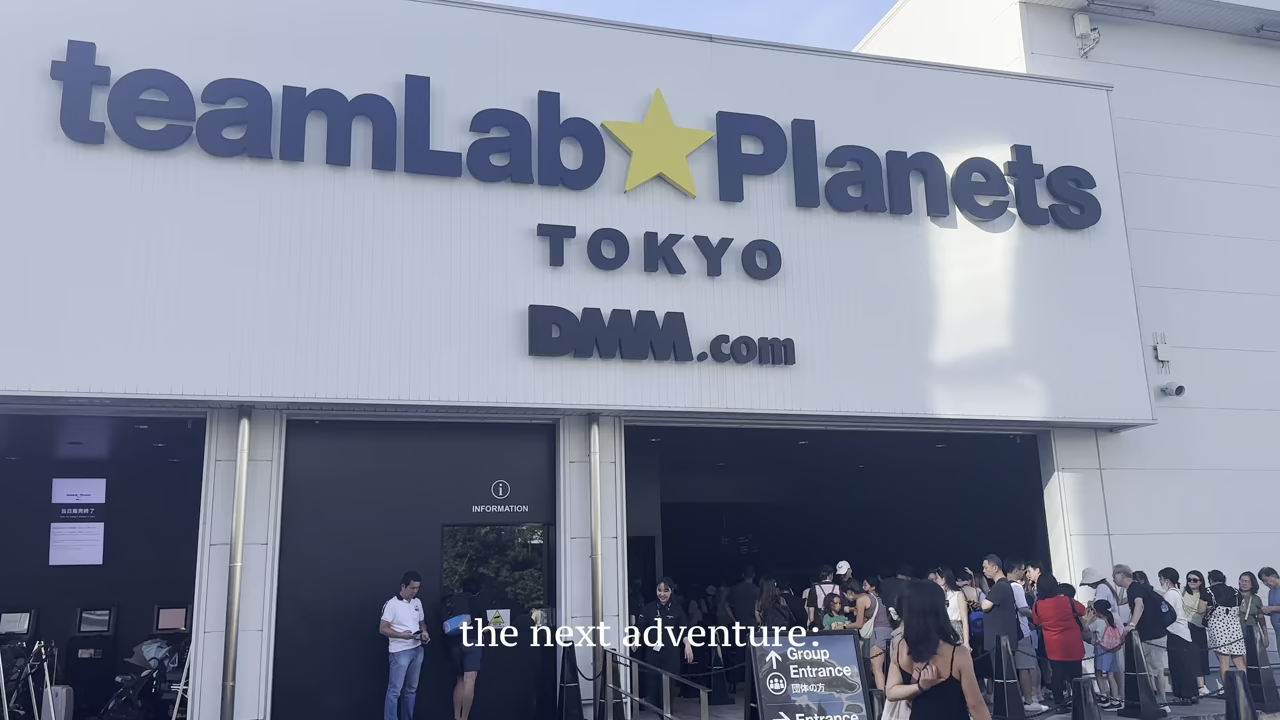 teamLab★Planets
TOKYO
DMM.com
INFORMATION
当日販売終了
the next adventure:
Group
Entrance
団体の方
Entrance